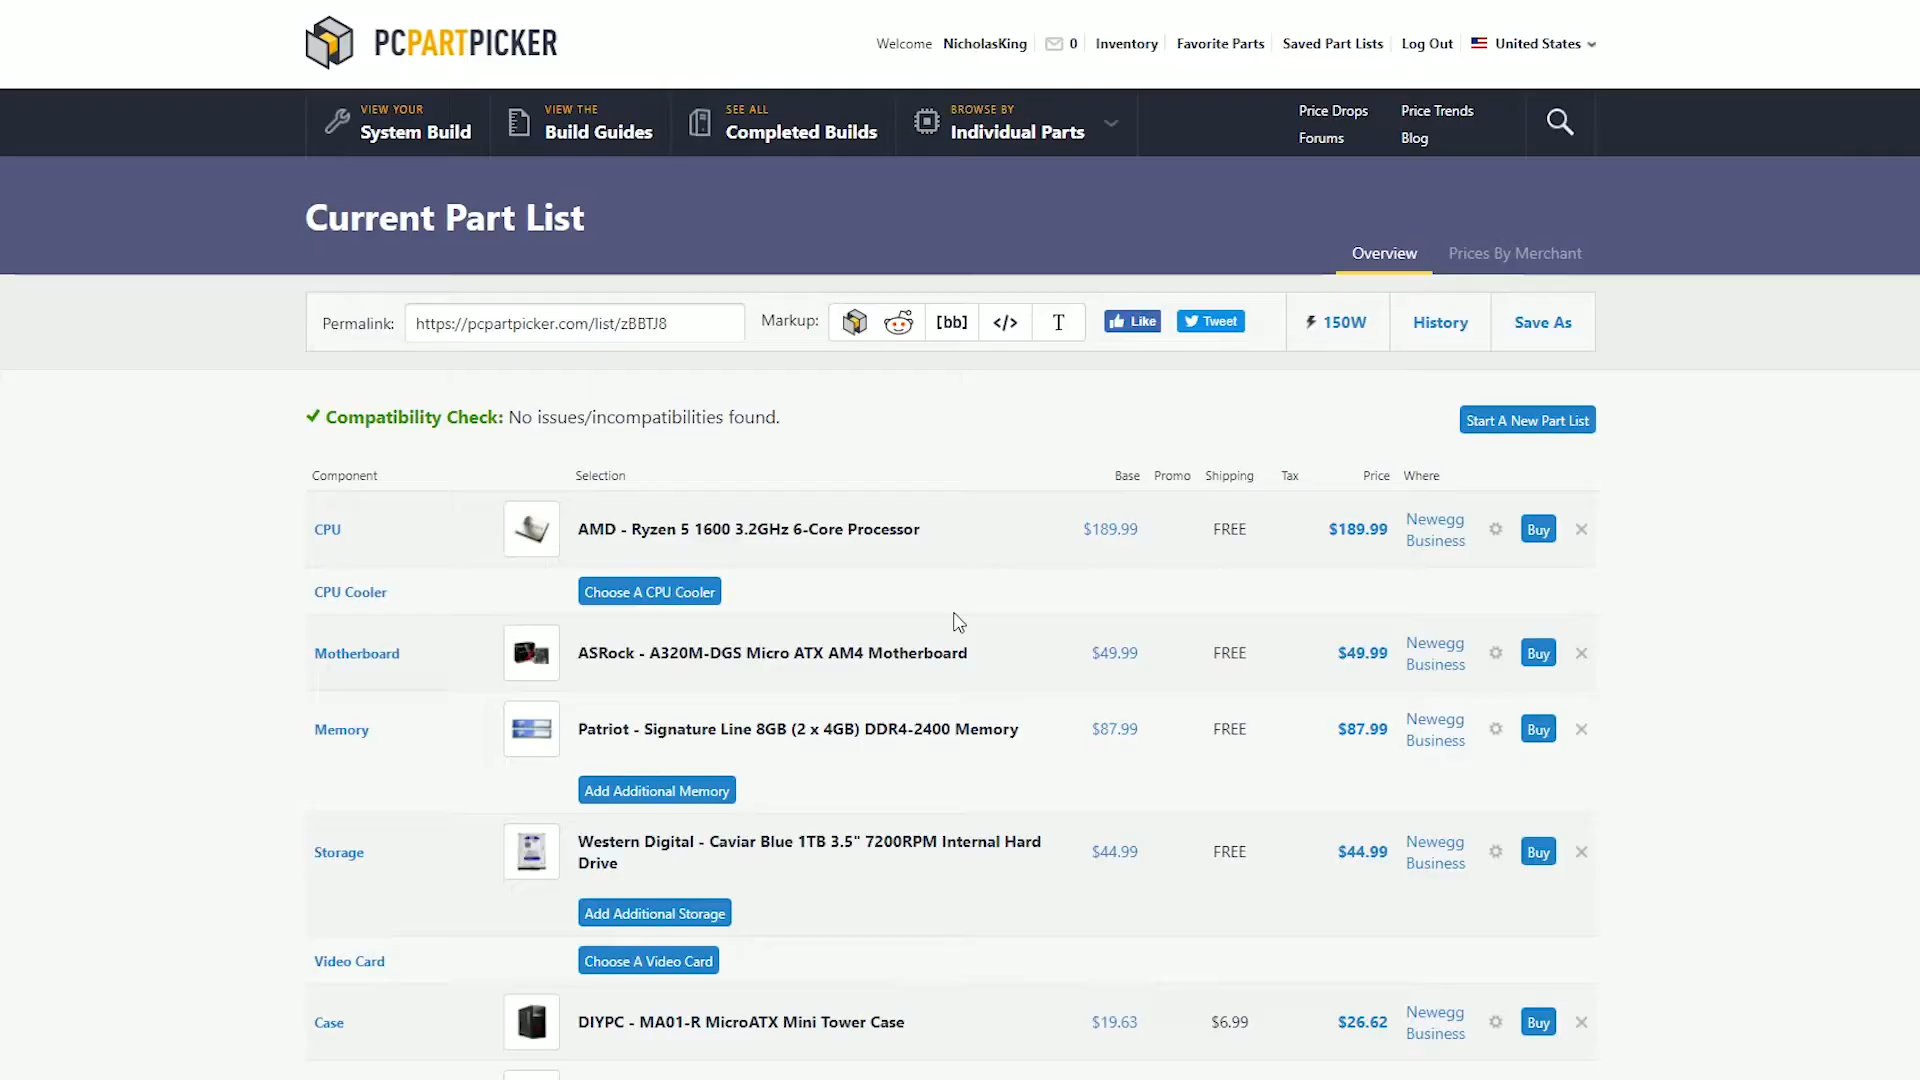 PCPARTPICKER
Welcome NicholasKing 0 Inventory Favorite Parts Saved Part Lists Log Out United States
VIEW YOUR
System Build
VIEW THE
Build Guides
SEE ALL
Completed Builds
BROWSE BY
Individual Parts
Price Drops Price Trends
Forums Blog
Current Part List
Overview Prices By Merchant
Permalink: https://pcpartpicker.com/list/zBBTJ8 Markup: [bb] </> T Like Tweet 150W History Save As
Compatibility Check: No issues/incompatibilities found.
Start A New Part List
Component Selection Base Promo Shipping Tax Price Where
CPU AMD - Ryzen 5 1600 3.2GHz 6-Core Processor $189.99 FREE $189.99 Newegg
Business Buy
CPU Cooler Choose A CPU Cooler
Motherboard ASRock - A320M-DGS Micro ATX AM4 Motherboard $49.99 FREE $49.99 Newegg
Business Buy
Memory Patriot - Signature Line 8GB (2 x 4GB) DDR4-2400 Memory $87.99 FREE $87.99 Newegg
Business Buy
Add Additional Memory
Storage Western Digital - Caviar Blue 1TB 3.5" 7200RPM Internal Hard
Drive $44.99 FREE $44.99 Newegg
Business Buy
Add Additional Storage
Video Card Choose A Video Card
Case DIYPC - MA01-R MicroATX Mini Tower Case $19.63 $6.99 $26.62 Newegg
Business Buy